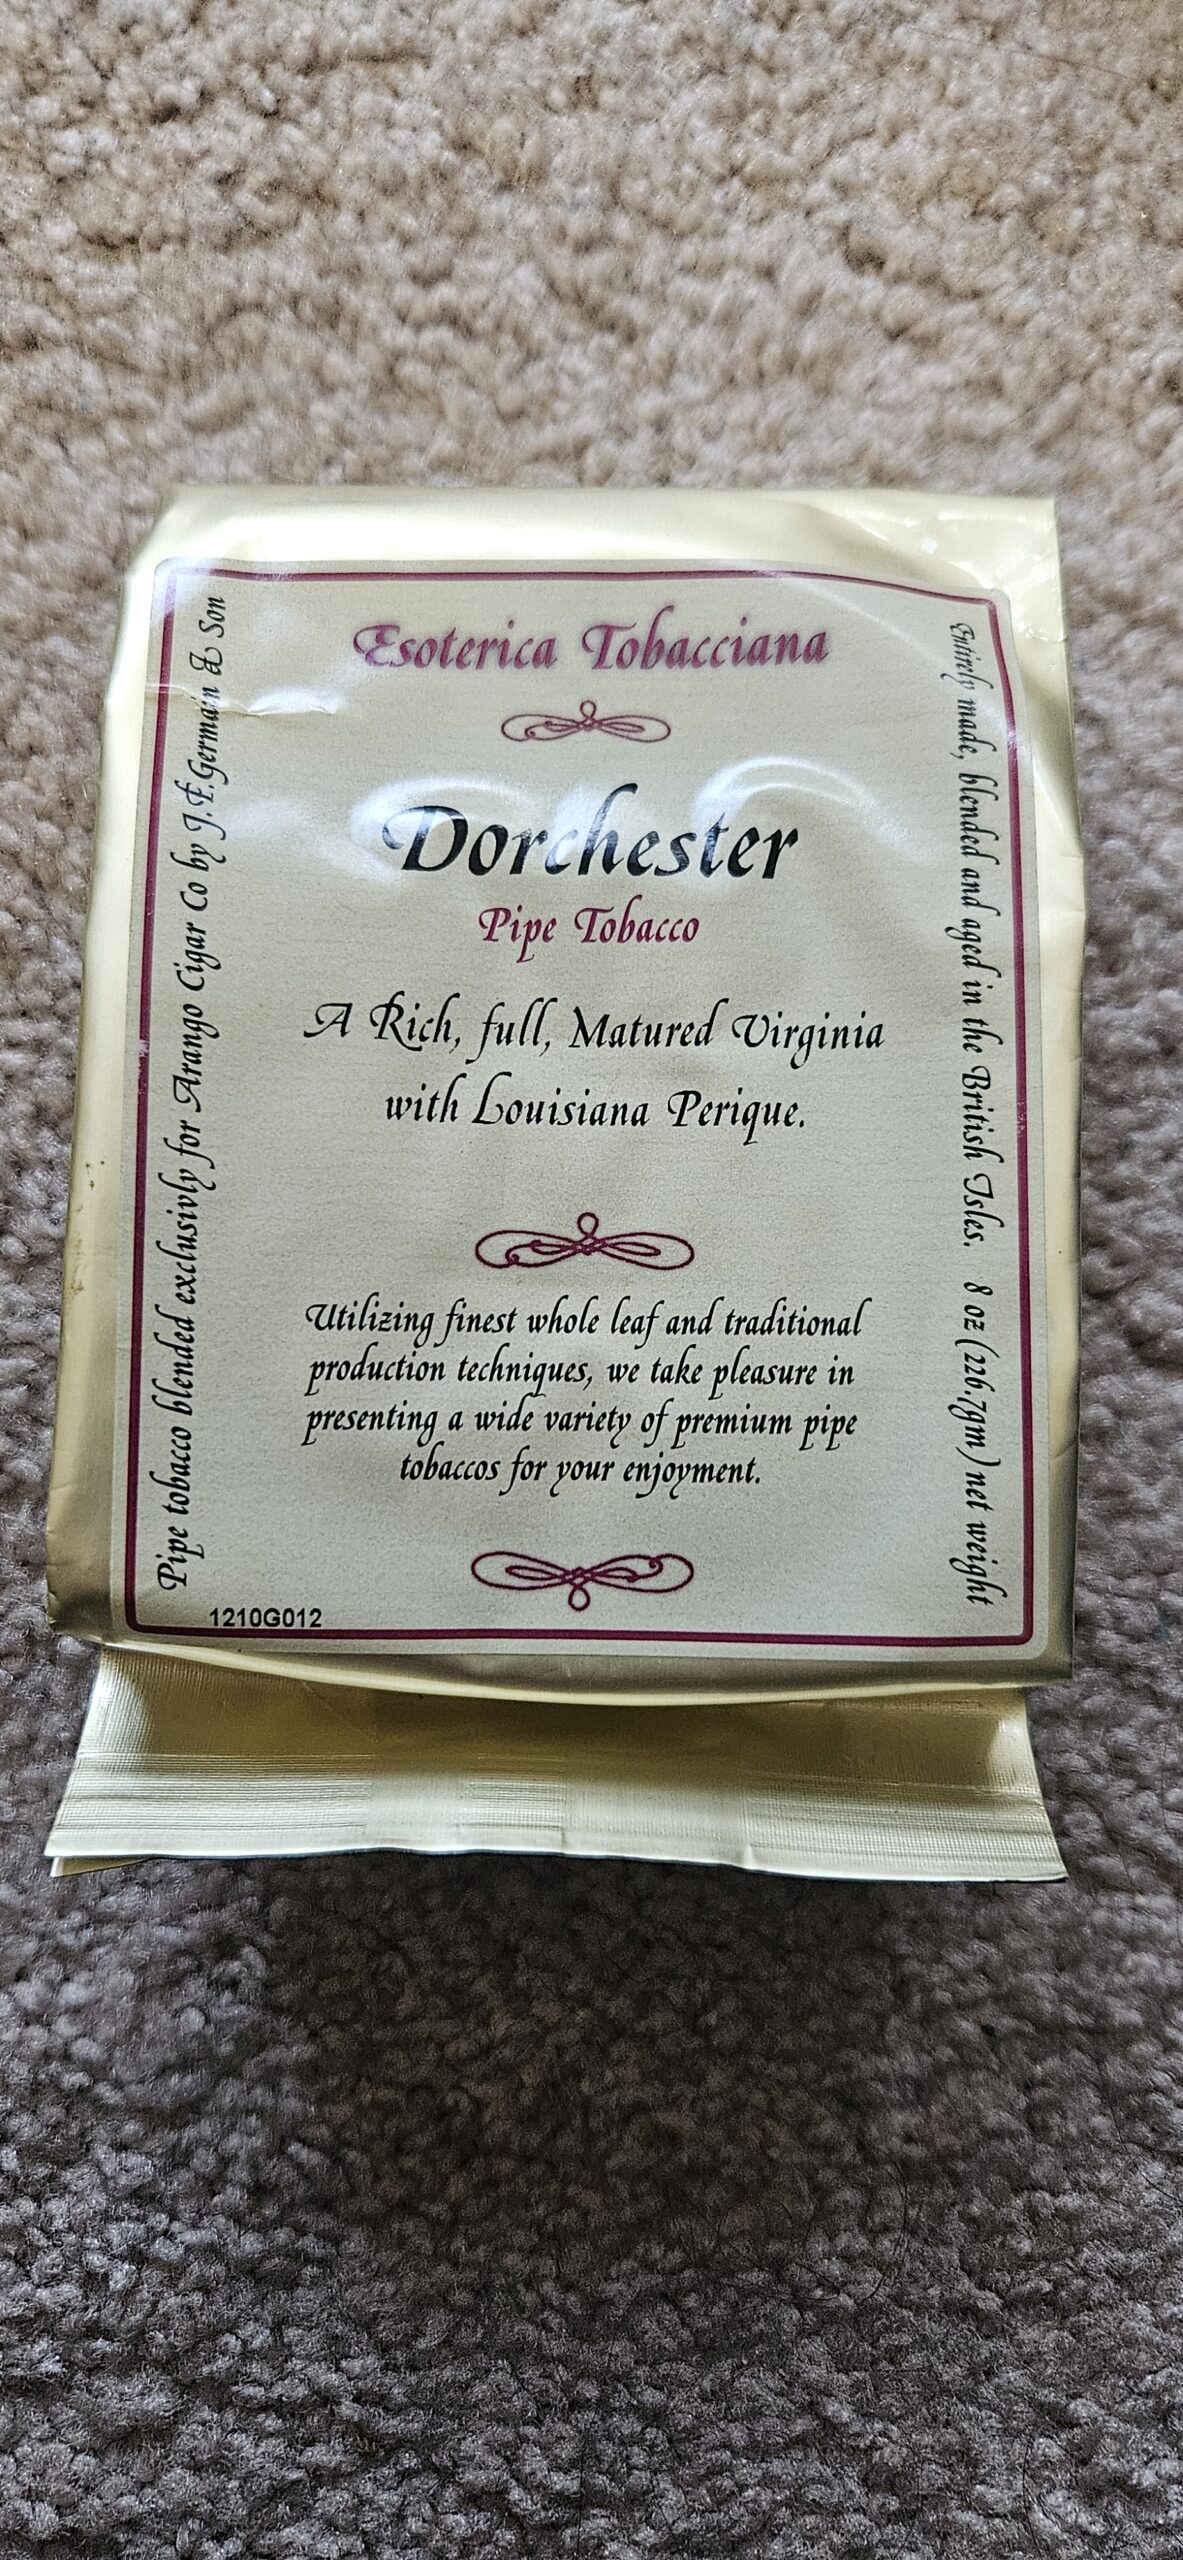 Esoterica Tobacciana
Dorchester
Pipe Tobacco
A Rich, full, Matured Virginia
with Louisiana Perique.
Utilizing finest whole leaf and traditional
production techniques, we take pleasure in
presenting a wide variety of premium pipe
tobaccos for your enjoyment.
Pipe tobacco blended exclusivly for Arango Cigar Co by J.F.Germain & Son
Entirely made, blended and aged in the British Isles. 8 oz (226.7gm) net weight
1210G012